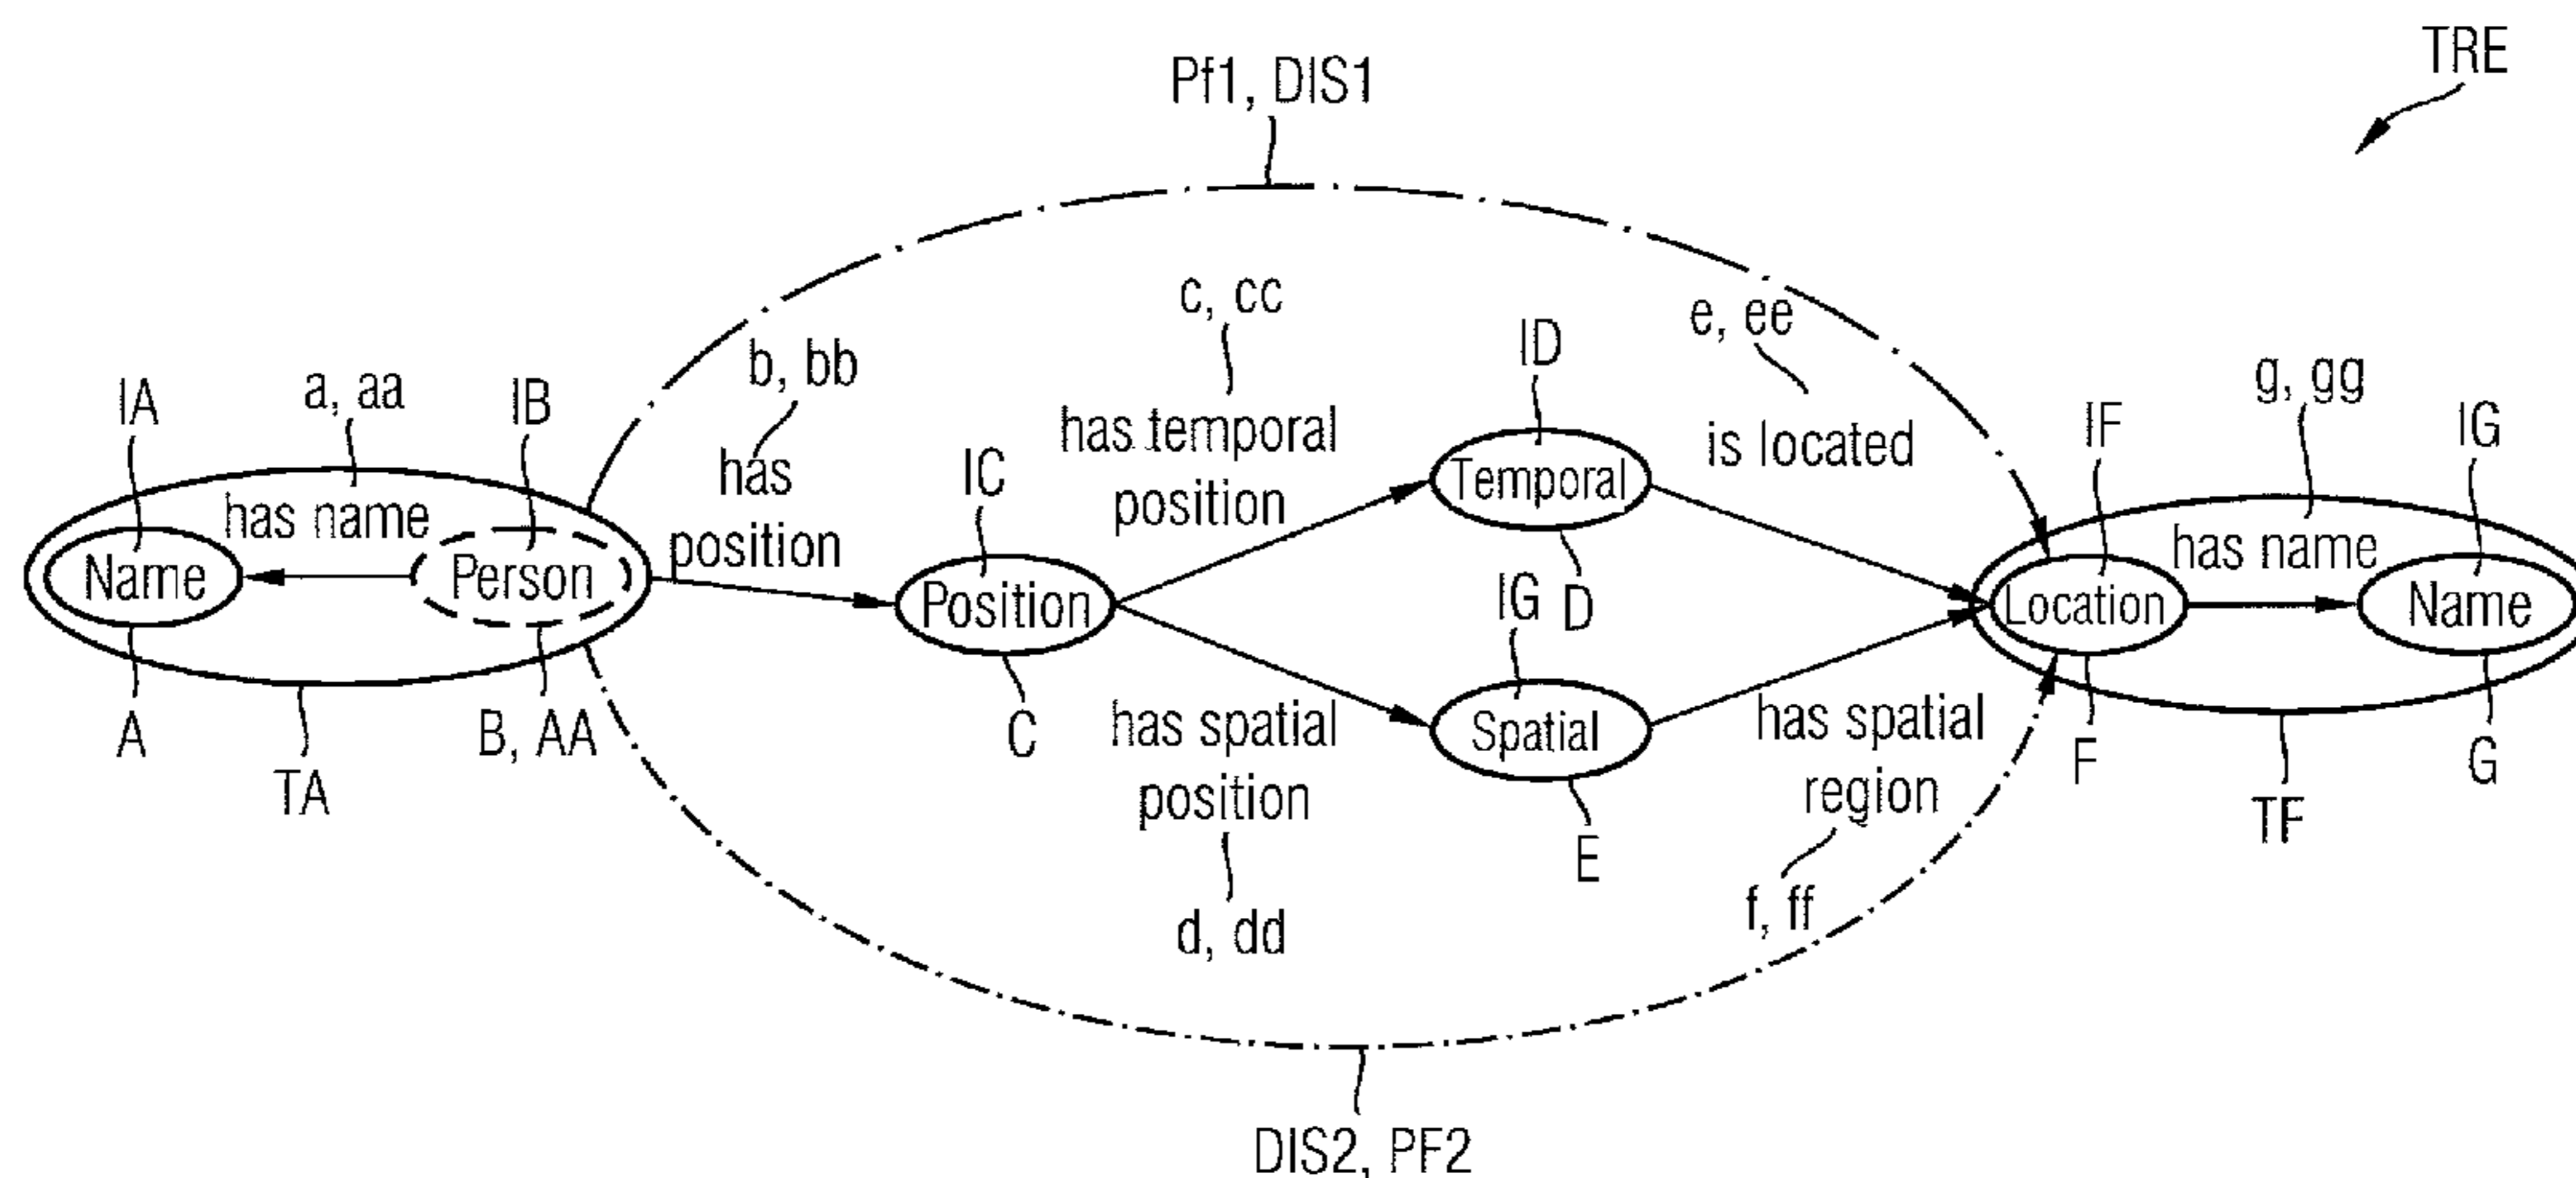 TRE
Pf1, DIS1
c, cc
e, ee
b, bb
ID
IA
a, aa
IB
g, gg
IF
IG
has temporal
position
is located
has
position
IC
Temporal
has name
Name
Person
Position
IG
D
Location
has name
Name
A
B, AA
TA
C
has spatial
position
Spatial
has spatial
region
E
F
TF
G
d, dd
f, ff
DIS2, PF2